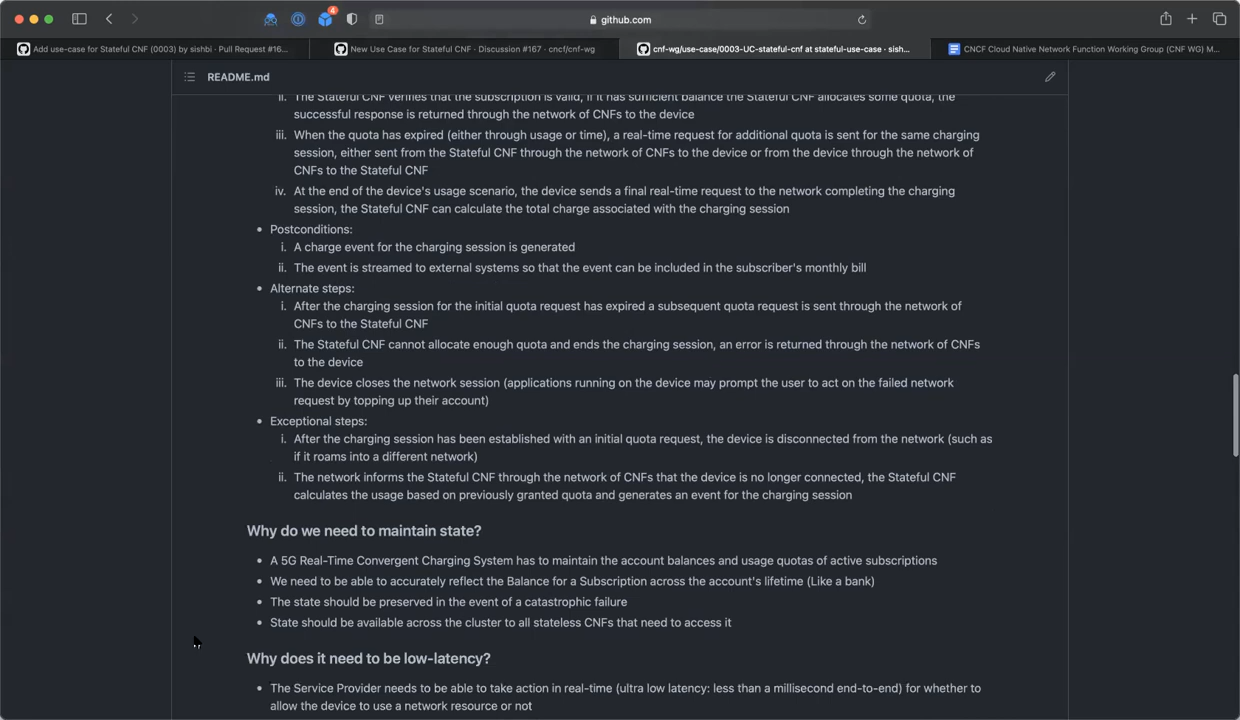 4
github.com
Add use-case for Stateful CNF (0003) by sishbi · Pull Request #16...
New Use Case for Stateful CNF · Discussion #167 · cncf/cnf-wg
cnf-wg/use-case/0003-UC-stateful-cnf at stateful-use-case · sish...
CNCF Cloud Native Network Function Working Group (CNF WG) M...
README.md
ii. The Stateful CNF verifies that the subscription is valid, if it has sufficient balance the Stateful CNF allocates some quota, the
successful response is returned through the network of CNFs to the device
iii. When the quota has expired (either through usage or time), a real-time request for additional quota is sent for the same charging
session, either sent from the Stateful CNF through the network of CNFs to the device or from the device through the network of
CNFs to the Stateful CNF
iv. At the end of the device's usage scenario, the device sends a final real-time request to the network completing the charging
session, the Stateful CNF can calculate the total charge associated with the charging session
• Postconditions:
i. A charge event for the charging session is generated
ii. The event is streamed to external systems so that the event can be included in the subscriber's monthly bill
• Alternate steps:
i. After the charging session for the initial quota request has expired a subsequent quota request is sent through the network of
CNFs to the Stateful CNF
ii. The Stateful CNF cannot allocate enough quota and ends the charging session, an error is returned through the network of CNFs
to the device
iii. The device closes the network session (applications running on the device may prompt the user to act on the failed network
request by topping up their account)
• Exceptional steps:
i. After the charging session has been established with an initial quota request, the device is disconnected from the network (such as
if it roams into a different network)
ii. The network informs the Stateful CNF through the network of CNFs that the device is no longer connected, the Stateful CNF
calculates the usage based on previously granted quota and generates an event for the charging session
Why do we need to maintain state?
• A 5G Real-Time Convergent Charging System has to maintain the account balances and usage quotas of active subscriptions
• We need to be able to accurately reflect the Balance for a Subscription across the account's lifetime (Like a bank)
• The state should be preserved in the event of a catastrophic failure
• State should be available across the cluster to all stateless CNFs that need to access it
Why does it need to be low-latency?
• The Service Provider needs to be able to take action in real-time (ultra low latency: less than a millisecond end-to-end) for whether to
allow the device to use a network resource or not